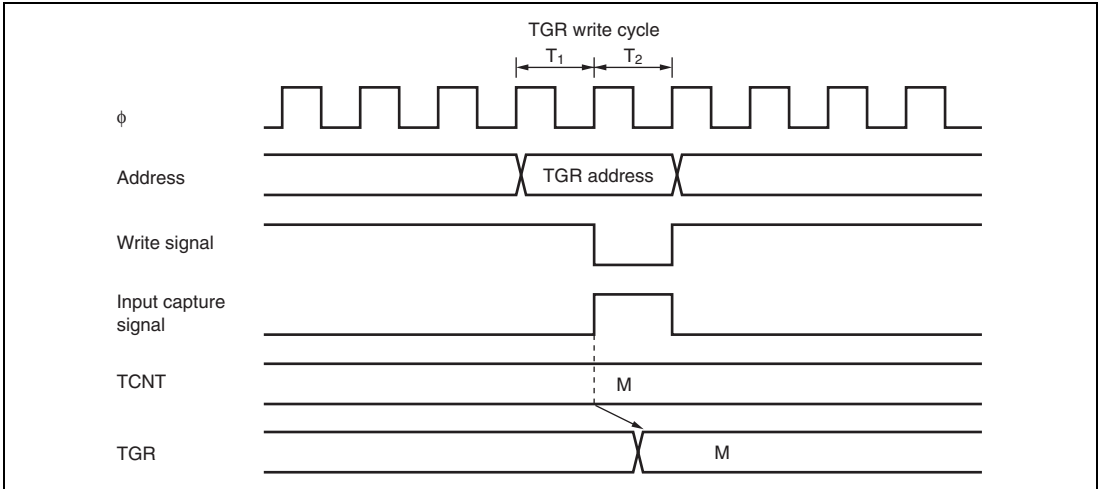 TGR write cycle
T1 T2
ϕ
Address
TGR address
Write signal
Input capture
signal
TCNT
M
TGR
M